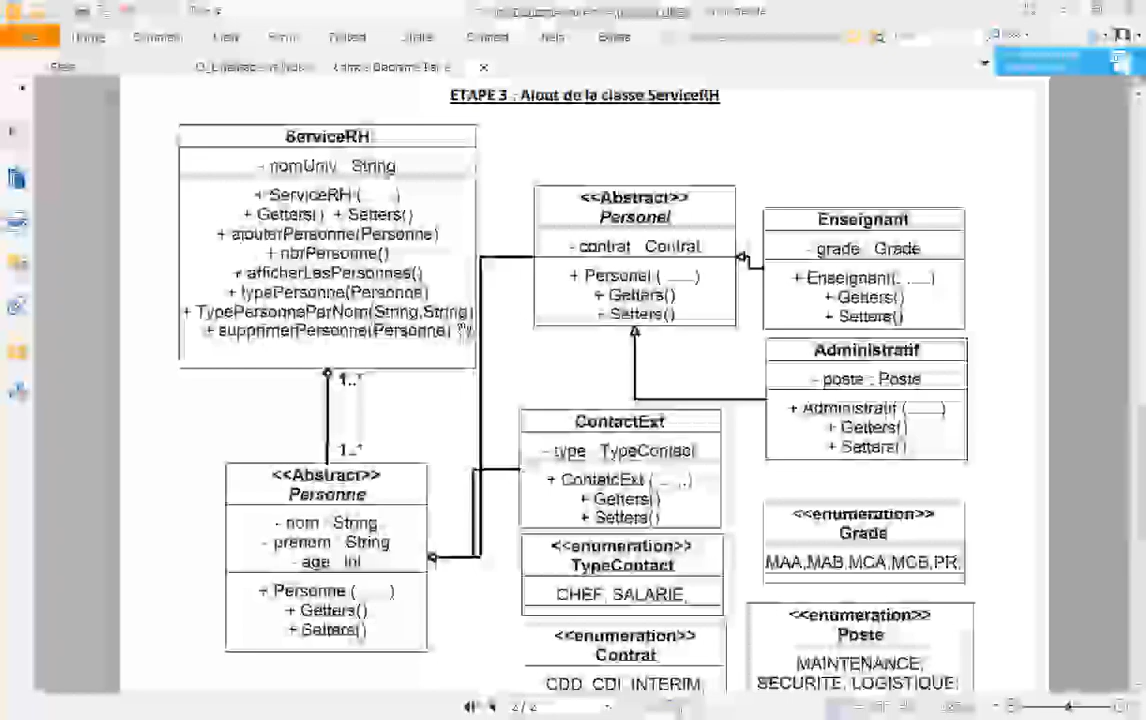 ETAPE 3 : Ajout de la classe ServiceRH
ServiceRH
- nomUniv : String
+ ServiceRH (....)
+ Getters() + Setters()
+ ajouterPersonne(Personne)
+ nbrPersonne()
+ afficherLesPersonnes()
+ typePersonne(Personne)
+ TypePersonneParNom(String,String)
+ supprimerPersonne(Personne)
1..*
1..*
<<Abstract>>
Personne
- nom : String
- prenom : String
- age : int
+ Personne (....)
+ Getters()
+ Setters()
<<Abstract>>
Personel
- contrat : Contrat
+ Personel (....)
+ Getters()
- Setters()
Enseignant
- grade : Grade
+ Enseignant(....)
+ Getters()
+ Setters()
Administratif
- poste : Poste
+ Administratif (....)
+ Getters()
+ Setters()
ContactExt
- type : TypeContact
+ ContatcExt (....)
+ Getters()
+ Setters()
<<enumeration>>
TypeContact
CHEF, SALARIE,
<<enumeration>>
Contrat
CDD, CDI, INTERIM,
<<enumeration>>
Grade
MAA,MAB,MCA,MCB,PR,
<<enumeration>>
Poste
MAINTENANCE,
SECURITE, LOGISTIQUE,